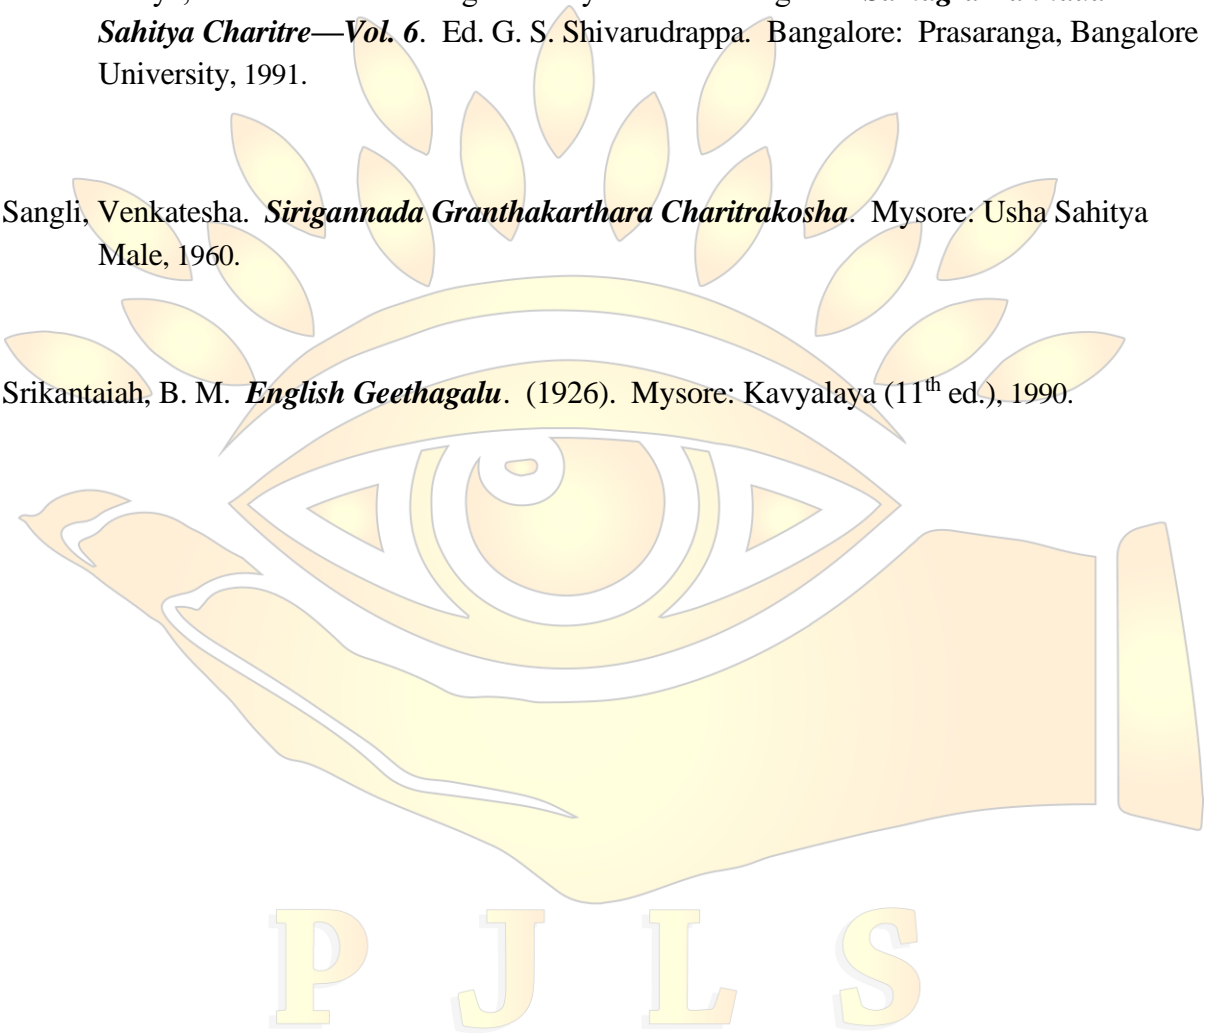 Sahitya Charitre—Vol. 6. Ed. G. S. Shivarudrappa. Bangalore: Prasaranga, Bangalore
University, 1991.
Sangli, Venkatesha. Sirigannada Granthakarthara Charitrakosha. Mysore: Usha Sahitya
Male, 1960.
Srikantaiah, B. M. English Geethagalu. (1926). Mysore: Kavyalaya (11th ed.), 1990.
P J L S